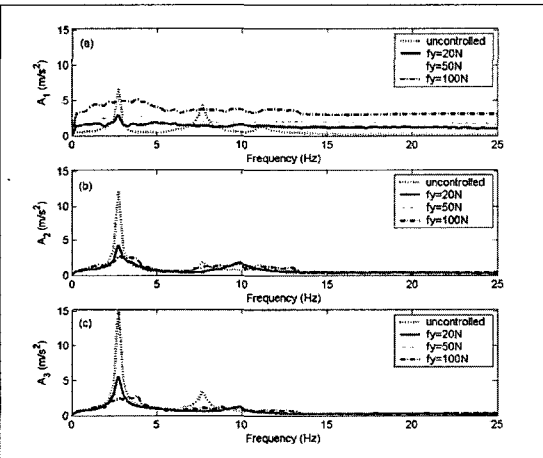 15
10
5
0
A₁ (m/s²)
(a)
uncontrolled
fy=20N
fy=50N
fy=100N
0 5 10 15 20 25
Frequency (Hz)
15
10
5
0
A₂ (m/s²)
(b)
uncontrolled
fy=20N
fy=50N
fy=100N
0 5 10 15 20 25
Frequency (Hz)
15
10
5
0
A₃ (m/s²)
(c)
uncontrolled
fy=20N
fy=50N
fy=100N
0 5 10 15 20 25
Frequency (Hz)